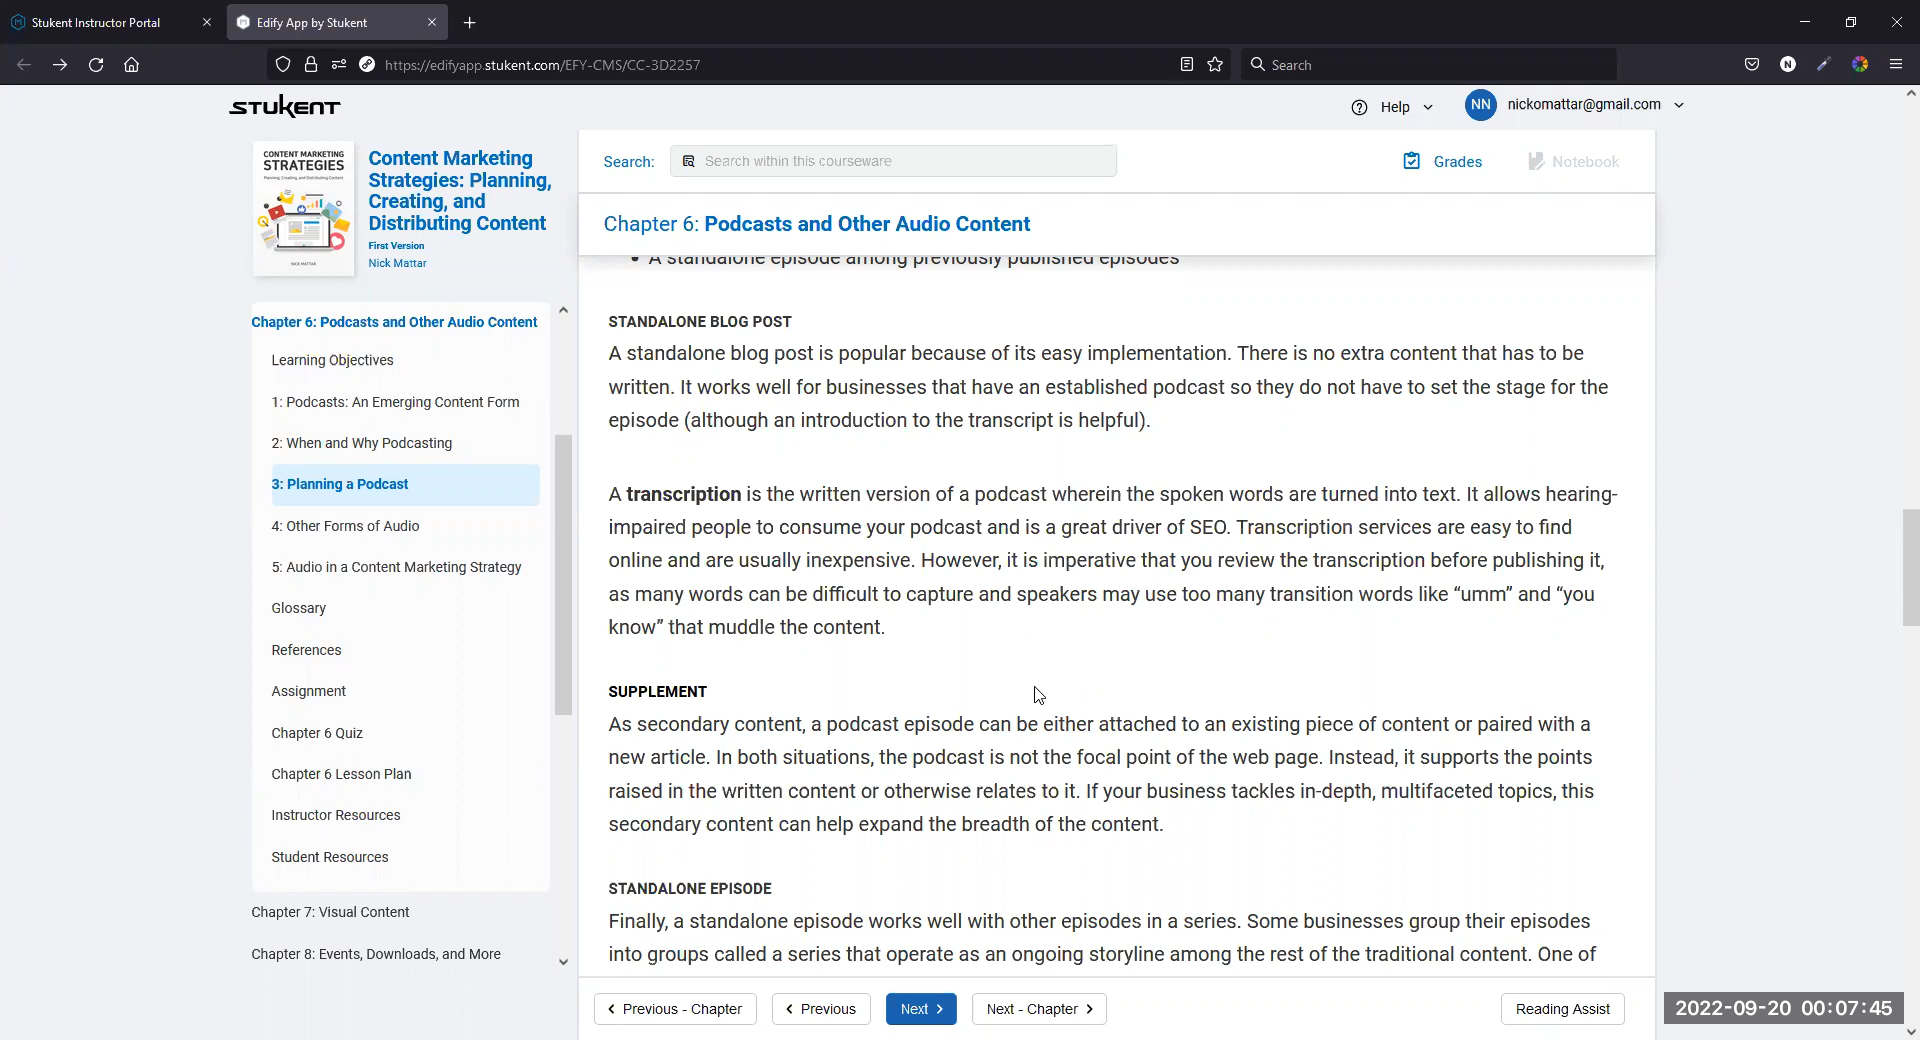 Stukent Instructor Portal
Edify App by Stukent
https://edifyapp.stukent.com/EFY-CMS/CC-3D2257
Search
N
STUKENT
Help
NN
nickomattar@gmail.com
CONTENT MARKETING
STRATEGIES
Planning, Creating, and Distributing Content
NICK MATTAR
Content Marketing
Strategies: Planning,
Creating, and
Distributing Content
First Version
Nick Mattar
Search:
Search within this courseware
Grades
Notebook
Chapter 6: Podcasts and Other Audio Content
Chapter 6: Podcasts and Other Audio Content
Learning Objectives
1: Podcasts: An Emerging Content Form
2: When and Why Podcasting
3: Planning a Podcast
4: Other Forms of Audio
5: Audio in a Content Marketing Strategy
Glossary
References
Assignment
Chapter 6 Quiz
Chapter 6 Lesson Plan
Instructor Resources
Student Resources
Chapter 7: Visual Content
Chapter 8: Events, Downloads, and More
• A standalone episode among previously published episodes
STANDALONE BLOG POST
A standalone blog post is popular because of its easy implementation. There is no extra content that has to be
written. It works well for businesses that have an established podcast so they do not have to set the stage for the
episode (although an introduction to the transcript is helpful).
A transcription is the written version of a podcast wherein the spoken words are turned into text. It allows hearing-
impaired people to consume your podcast and is a great driver of SEO. Transcription services are easy to find
online and are usually inexpensive. However, it is imperative that you review the transcription before publishing it,
as many words can be difficult to capture and speakers may use too many transition words like “umm” and “you
know” that muddle the content.
SUPPLEMENT
As secondary content, a podcast episode can be either attached to an existing piece of content or paired with a
new article. In both situations, the podcast is not the focal point of the web page. Instead, it supports the points
raised in the written content or otherwise relates to it. If your business tackles in-depth, multifaceted topics, this
secondary content can help expand the breadth of the content.
STANDALONE EPISODE
Finally, a standalone episode works well with other episodes in a series. Some businesses group their episodes
into groups called a series that operate as an ongoing storyline among the rest of the traditional content. One of
Previous - Chapter
Previous
Next
Next - Chapter
Reading Assist
2022-09-20 00:07:45